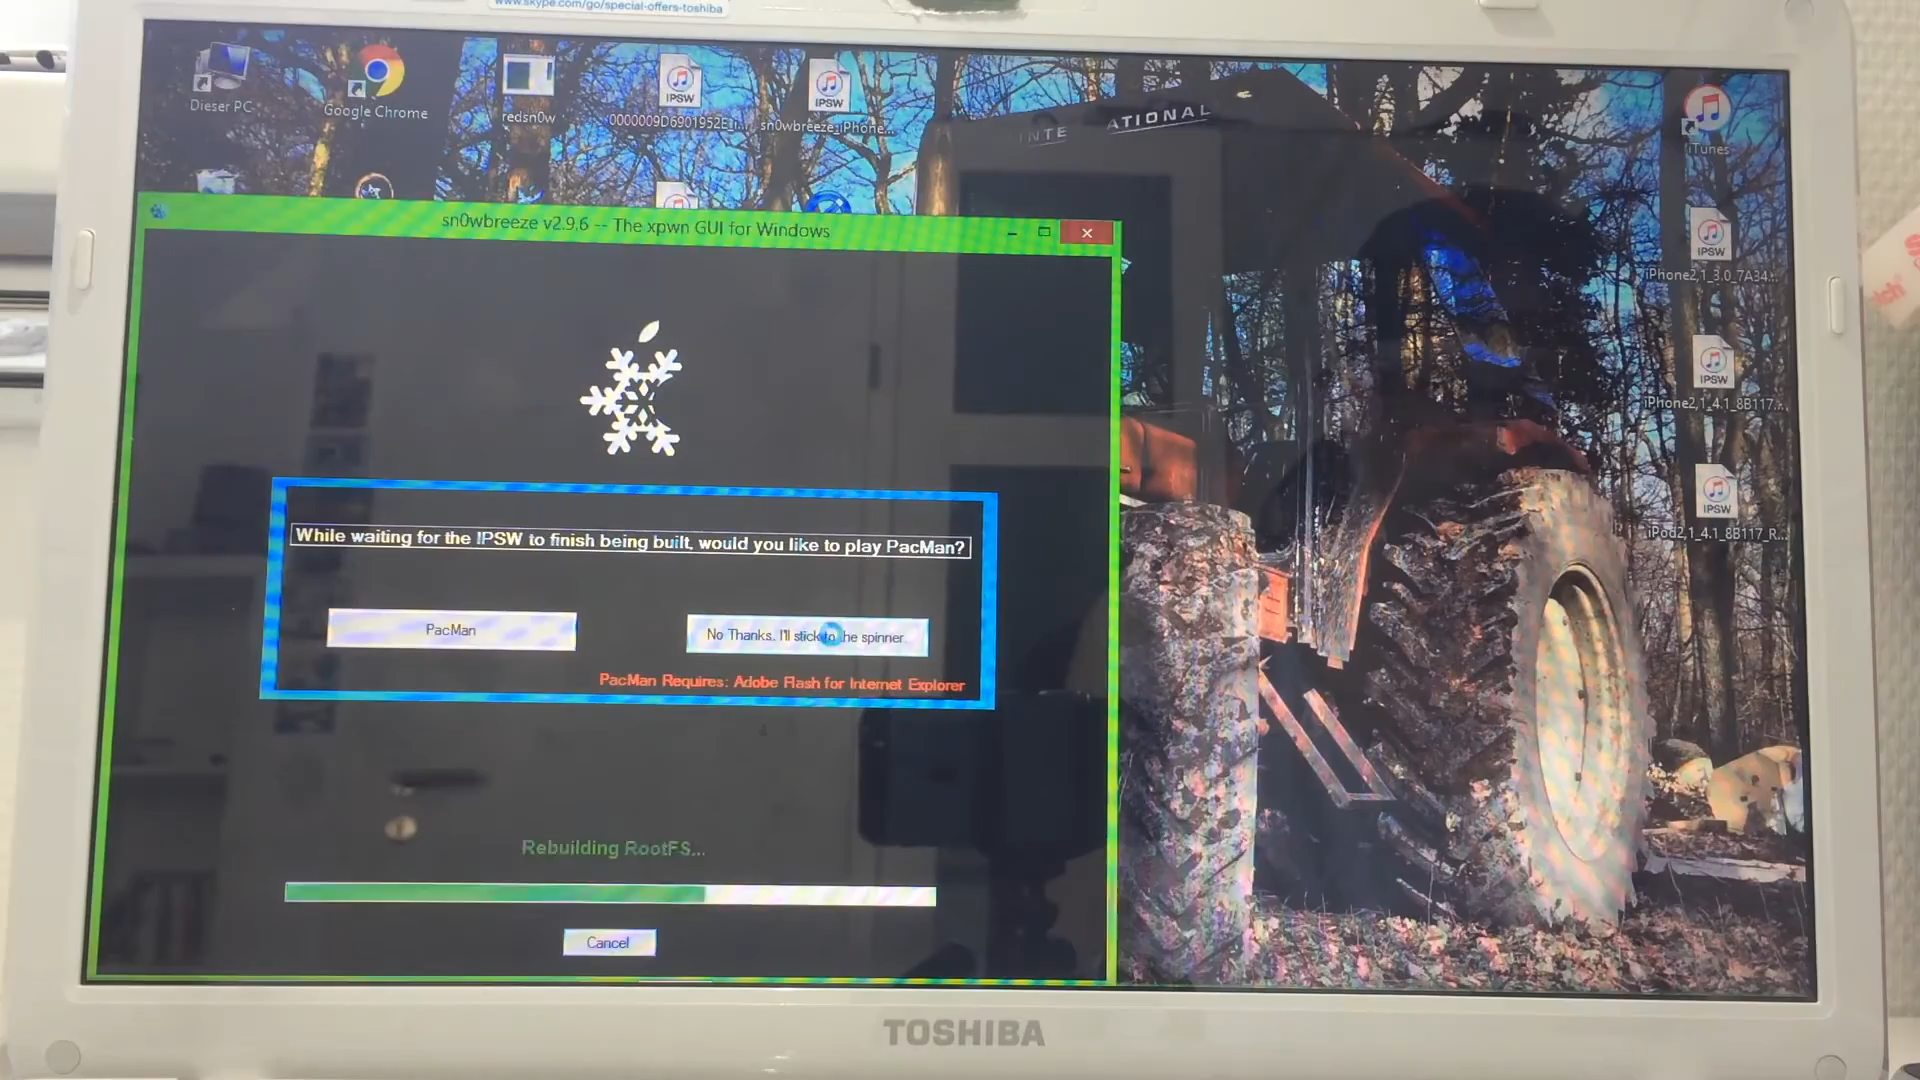 www.skype.com/go/special-offers-toshiba
Dieser PC
Google Chrome
redsn0w
IPSW
0000009D6901952E_i...
IPSW
sn0wbreeze_iPhone...
iTunes
INTE ATIONAL
sn0wbreeze v2.9.6 -- The xpwn GUI for Windows
IPSW
iPhone2,1_3.0_7A34...
IPSW
iPhone2,1_4.1_8B117...
IPSW
iPod2,1_4.1_8B117_R...
While waiting for the IPSW to finish being built, would you like to play PacMan?
PacMan
No Thanks. I'll stick to the spinner
PacMan Requires: Adobe Flash for Internet Explorer
Rebuilding RootFS...
Cancel
TOSHIBA